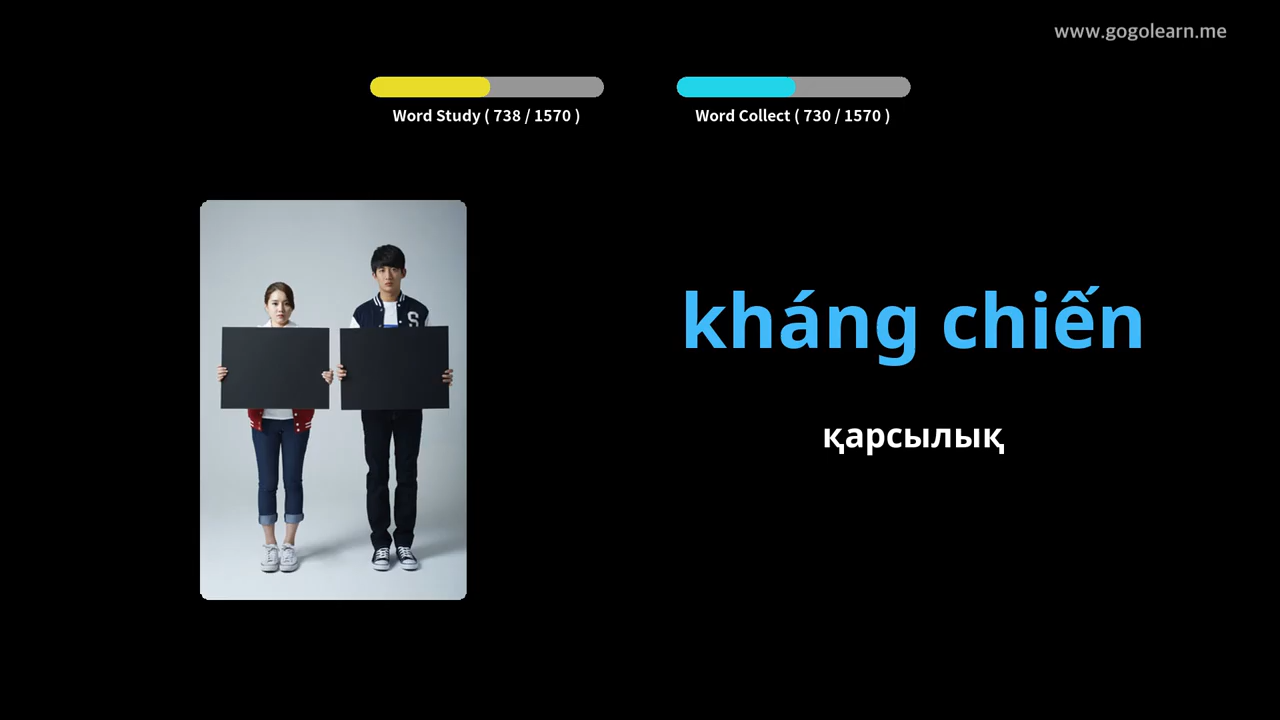 www.gogolearn.me
Word Study ( 738 / 1570 )
Word Collect ( 730 / 1570 )
S
kháng chiến
қарсылық